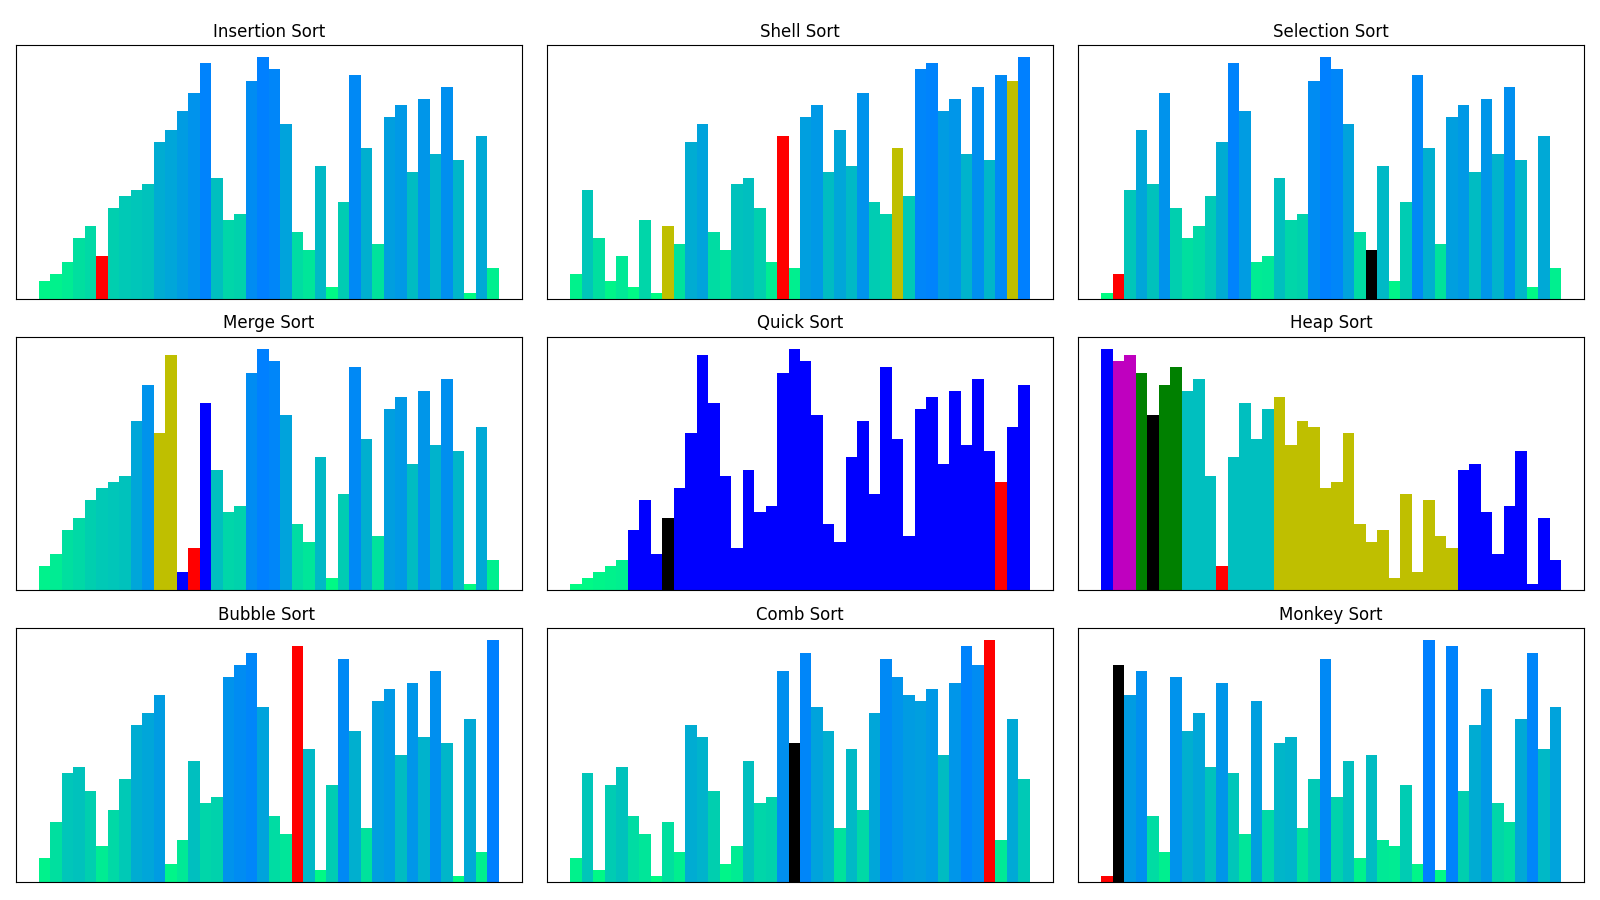 Insertion Sort
Shell Sort
Selection Sort
Merge Sort
Quick Sort
Heap Sort
Bubble Sort
Comb Sort
Monkey Sort